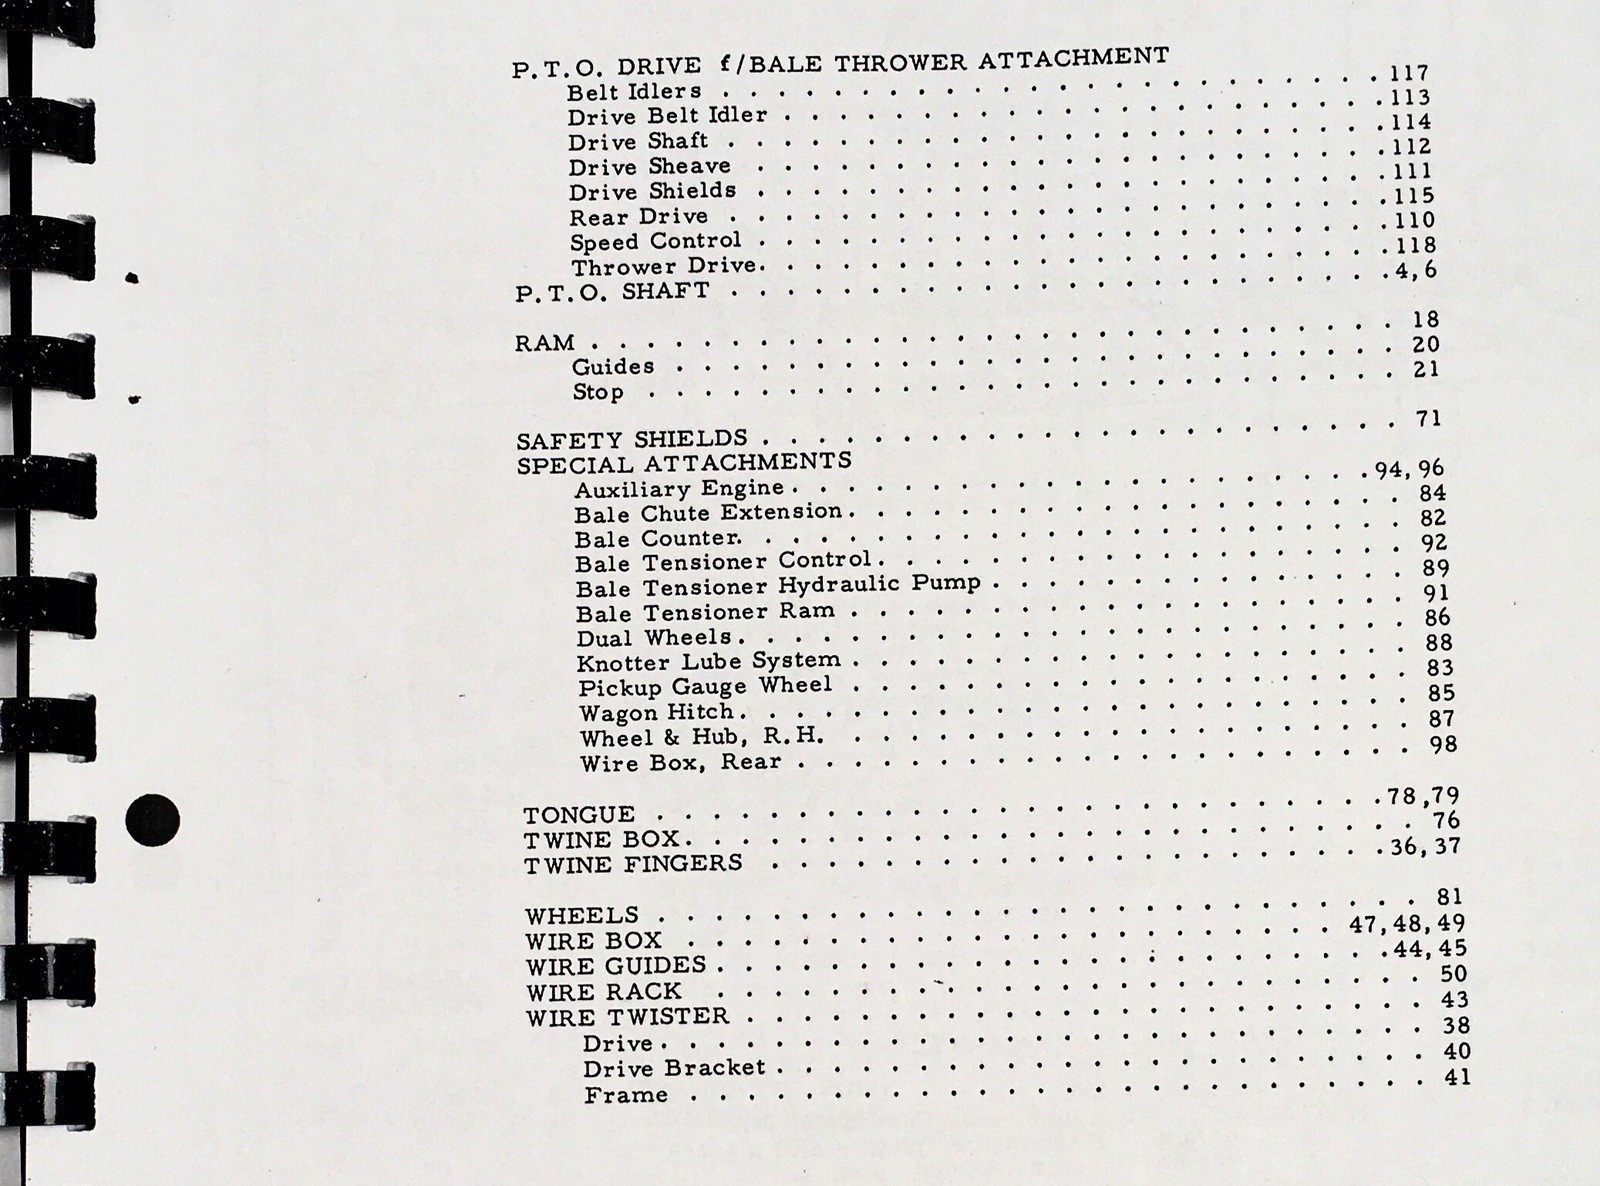 P.T.O. DRIVE f/BALE THROWER ATTACHMENT
Belt Idlers . . . . . . . . . . . . . . . . . . . . . . . . 117
Drive Belt Idler . . . . . . . . . . . . . . . . . . . . . . 113
Drive Shaft . . . . . . . . . . . . . . . . . . . . . . . . 114
Drive Sheave . . . . . . . . . . . . . . . . . . . . . . . 112
Drive Shields . . . . . . . . . . . . . . . . . . . . . . . 111
Rear Drive . . . . . . . . . . . . . . . . . . . . . . . . 115
Speed Control . . . . . . . . . . . . . . . . . . . . . . . 110
Thrower Drive. . . . . . . . . . . . . . . . . . . . . . . 118
P.T.O. SHAFT . . . . . . . . . . . . . . . . . . . . . . . . 4,6
RAM . . . . . . . . . . . . . . . . . . . . . . . . . . . . . 18
Guides . . . . . . . . . . . . . . . . . . . . . . . . . . 20
Stop . . . . . . . . . . . . . . . . . . . . . . . . . . . 21
SAFETY SHIELDS . . . . . . . . . . . . . . . . . . . . . . . 71
SPECIAL ATTACHMENTS
Auxiliary Engine . . . . . . . . . . . . . . . . . . . . . 94,96
Bale Chute Extension. . . . . . . . . . . . . . . . . . . . 84
Bale Counter. . . . . . . . . . . . . . . . . . . . . . . . 82
Bale Tensioner Control. . . . . . . . . . . . . . . . . . . 92
Bale Tensioner Hydraulic Pump . . . . . . . . . . . . . . . 89
Bale Tensioner Ram . . . . . . . . . . . . . . . . . . . . 91
Dual Wheels. . . . . . . . . . . . . . . . . . . . . . . . 86
Knotter Lube System . . . . . . . . . . . . . . . . . . . . 88
Pickup Gauge Wheel . . . . . . . . . . . . . . . . . . . . 83
Wagon Hitch. . . . . . . . . . . . . . . . . . . . . . . . 85
Wheel & Hub, R.H. . . . . . . . . . . . . . . . . . . . . . 87
Wire Box, Rear . . . . . . . . . . . . . . . . . . . . . . 98
TONGUE . . . . . . . . . . . . . . . . . . . . . . . . . . 78,79
TWINE BOX. . . . . . . . . . . . . . . . . . . . . . . . . . 76
TWINE FINGERS . . . . . . . . . . . . . . . . . . . . . . 36,37
WHEELS . . . . . . . . . . . . . . . . . . . . . . . . . . . 81
WIRE BOX . . . . . . . . . . . . . . . . . . . . . . . 47,48,49
WIRE GUIDES . . . . . . . . . . . . . . . . . . . . . . . 44,45
WIRE RACK . . . . . . . . . . . . . . . . . . . . . . . . . 50
WIRE TWISTER . . . . . . . . . . . . . . . . . . . . . . . . 43
Drive . . . . . . . . . . . . . . . . . . . . . . . . . . . 38
Drive Bracket . . . . . . . . . . . . . . . . . . . . . . . 40
Frame . . . . . . . . . . . . . . . . . . . . . . . . . . 41